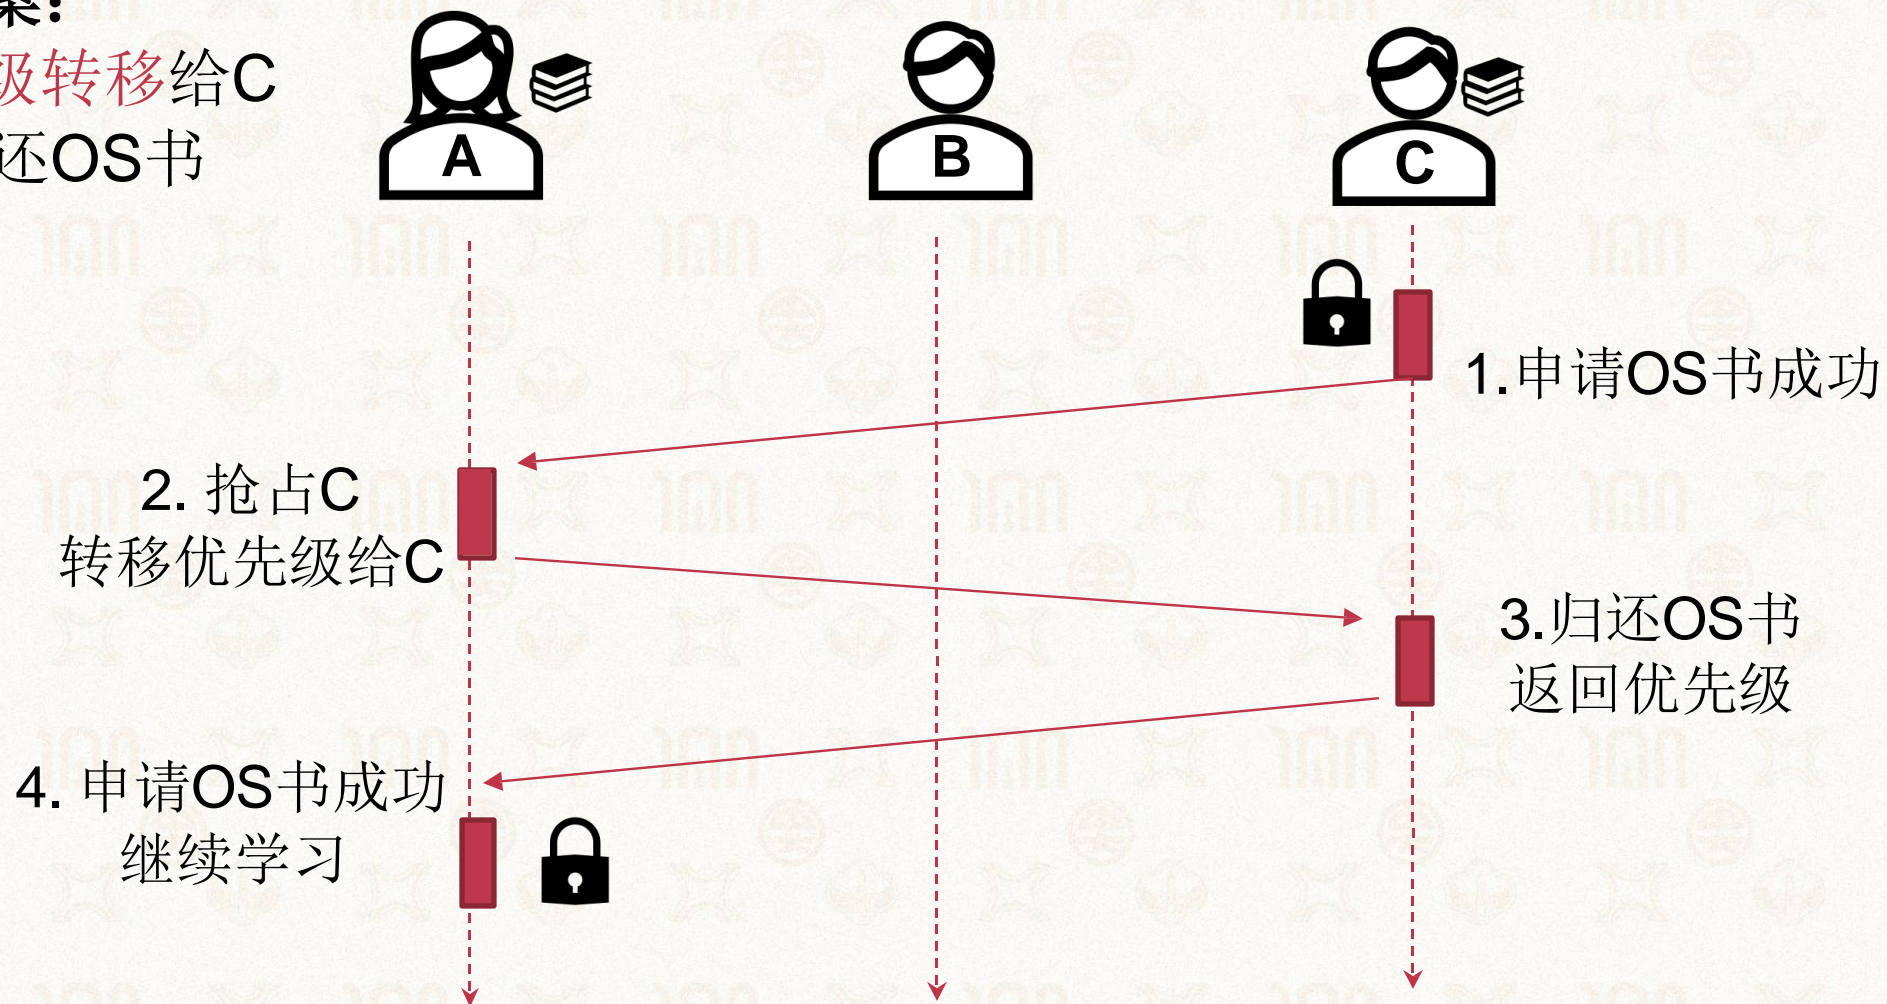 案:
级转移给C
还OS书
A
B
C
1.申请OS书成功
2. 抢占C
转移优先级给C
3.归还OS书
返回优先级
4. 申请OS书成功
继续学习